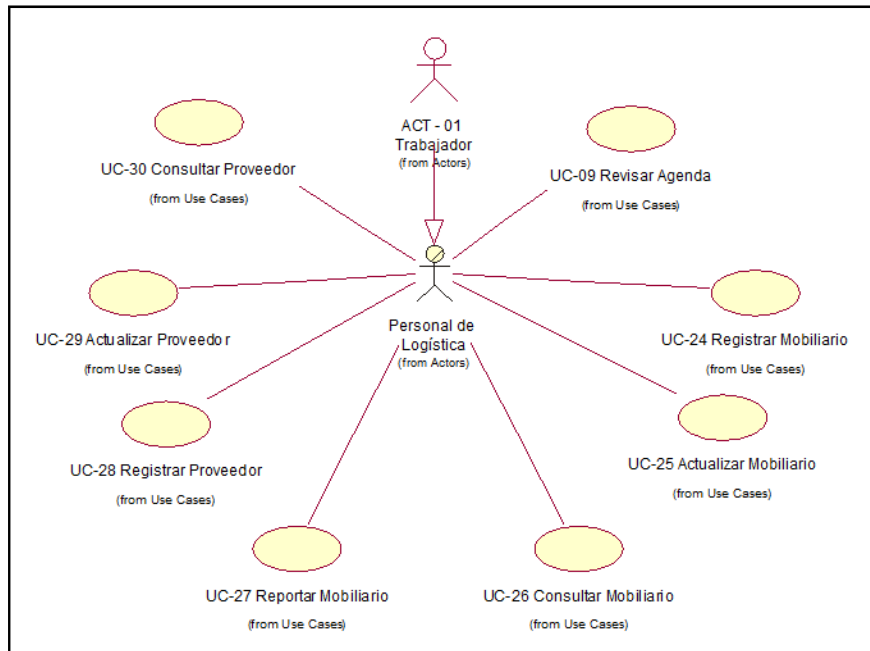 ACT - 01
Trabajador
(from Actors)
UC-30 Consultar Proveedor
(from Use Cases)
UC-09 Revisar Agenda
(from Use Cases)
Personal de
Logística
(from Actors)
UC-29 Actualizar Proveedor
(from Use Cases)
UC-24 Registrar Mobiliario
(from Use Cases)
UC-28 Registrar Proveedor
(from Use Cases)
UC-25 Actualizar Mobiliario
(from Use Cases)
UC-27 Reportar Mobiliario
(from Use Cases)
UC-26 Consultar Mobiliario
(from Use Cases)